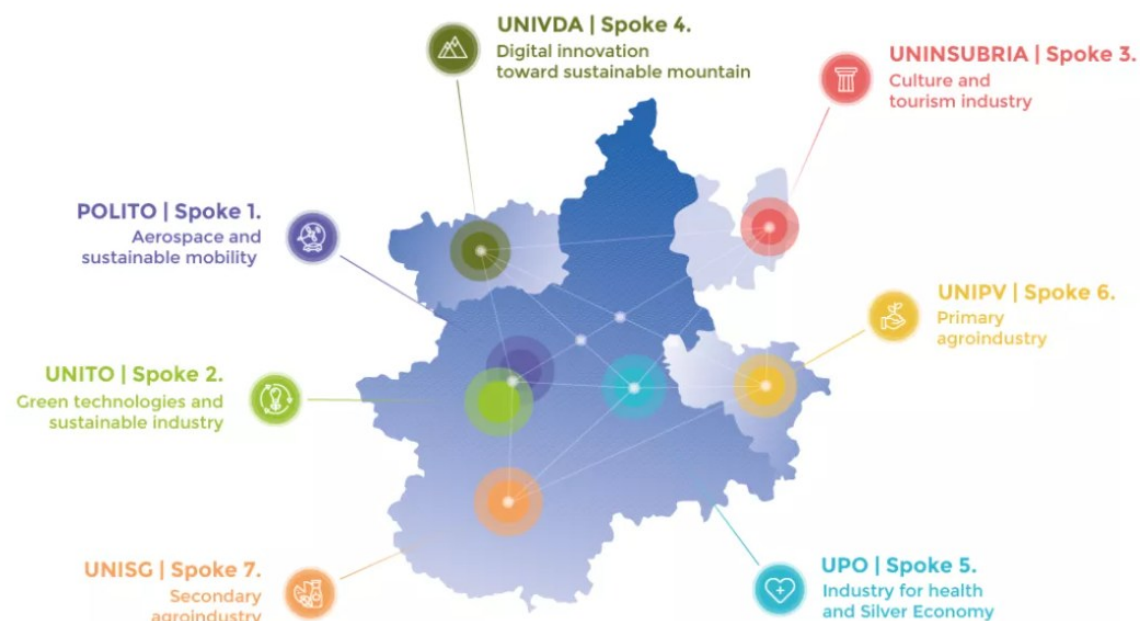 UNIVDA | Spoke 4.
Digital innovation
toward sustainable mountain
UNINSUBRIA | Spoke 3.
Culture and
tourism industry
POLITO | Spoke 1.
Aerospace and
sustainable mobility
UNIPV | Spoke 6.
Primary
agroindustry
UNITO | Spoke 2.
Green technologies and
sustainable industry
UNISG | Spoke 7.
Secondary
agroindustry
UPO | Spoke 5.
Industry for health
and Silver Economy